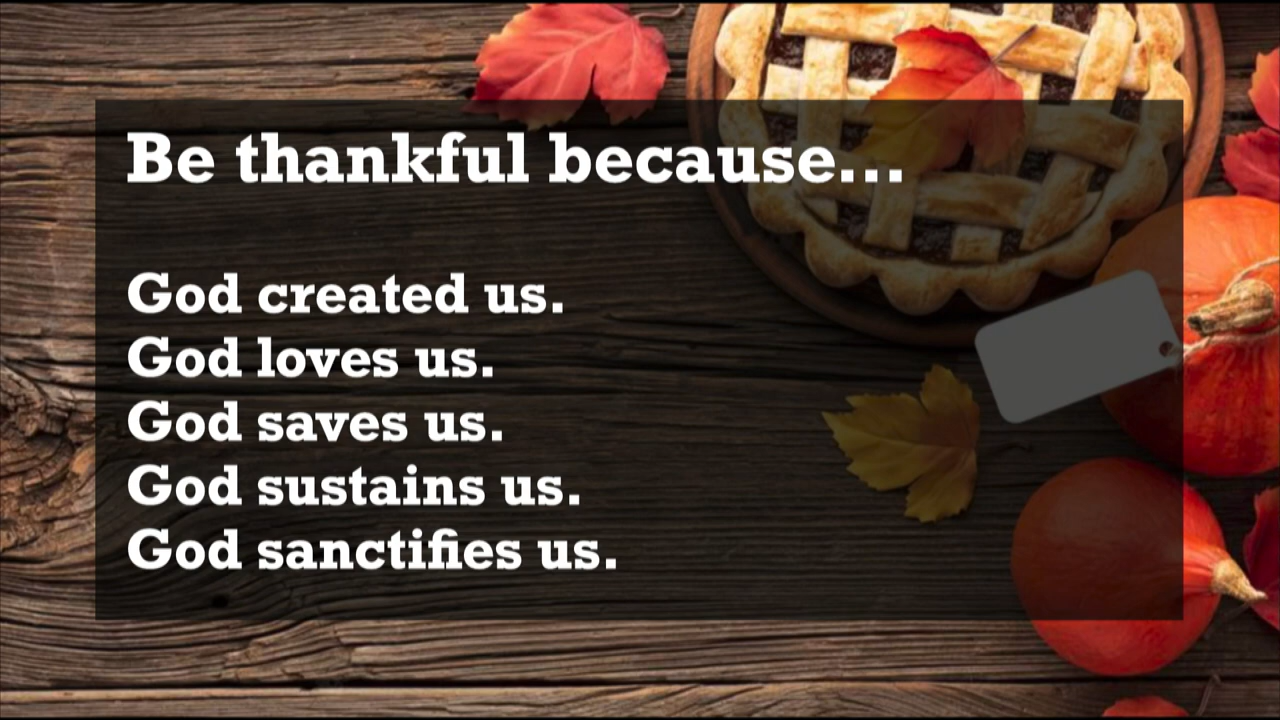 Be thankful because...
God created us.
God loves us.
God saves us.
God sustains us.
God sanctifies us.